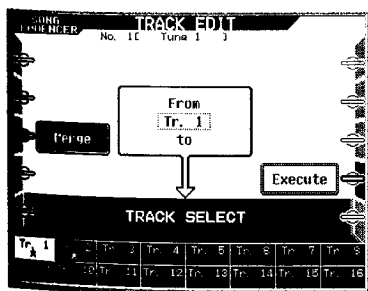 SONG TRACK EDIT
SEQUENCER No. 1[ Tune 1 ]
From
Tr. 1
Merge to
Execute
TRACK SELECT
Tr. 1 2 Tr. 3 Tr. 4 Tr. 5 Tr. 6 Tr. 7 Tr. 8
10 Tr. 11 Tr. 12 Tr. 13 Tr. 14 Tr. 15 Tr. 16